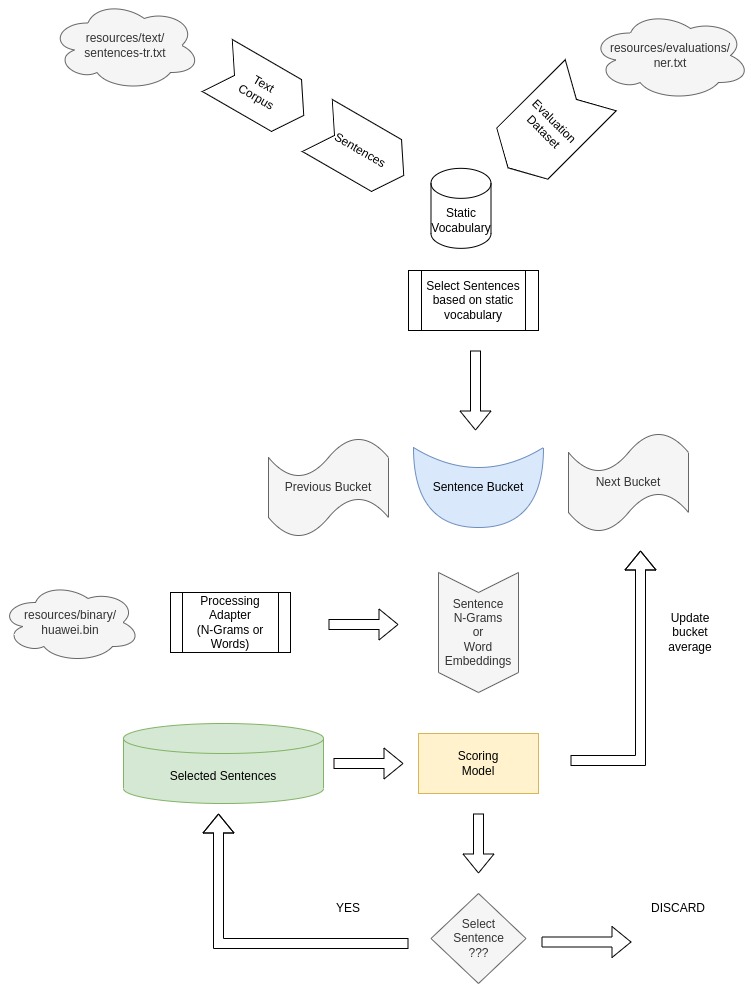 resources/text/
sentences-tr.txt
resources/evaluations/
ner.txt
Text
Corpus
Sentences
Evaluation
Dataset
Static
Vocabulary
Select Sentences
based on static
vocabulary
Previous Bucket
Sentence Bucket
Next Bucket
resources/binary/
huawei.bin
Processing
Adapter
(N-Grams or
Words)
Sentence
N-Grams
or
Word
Embeddings
Update
bucket
average
Selected Sentences
Scoring
Model
YES
Select
Sentence
???
DISCARD